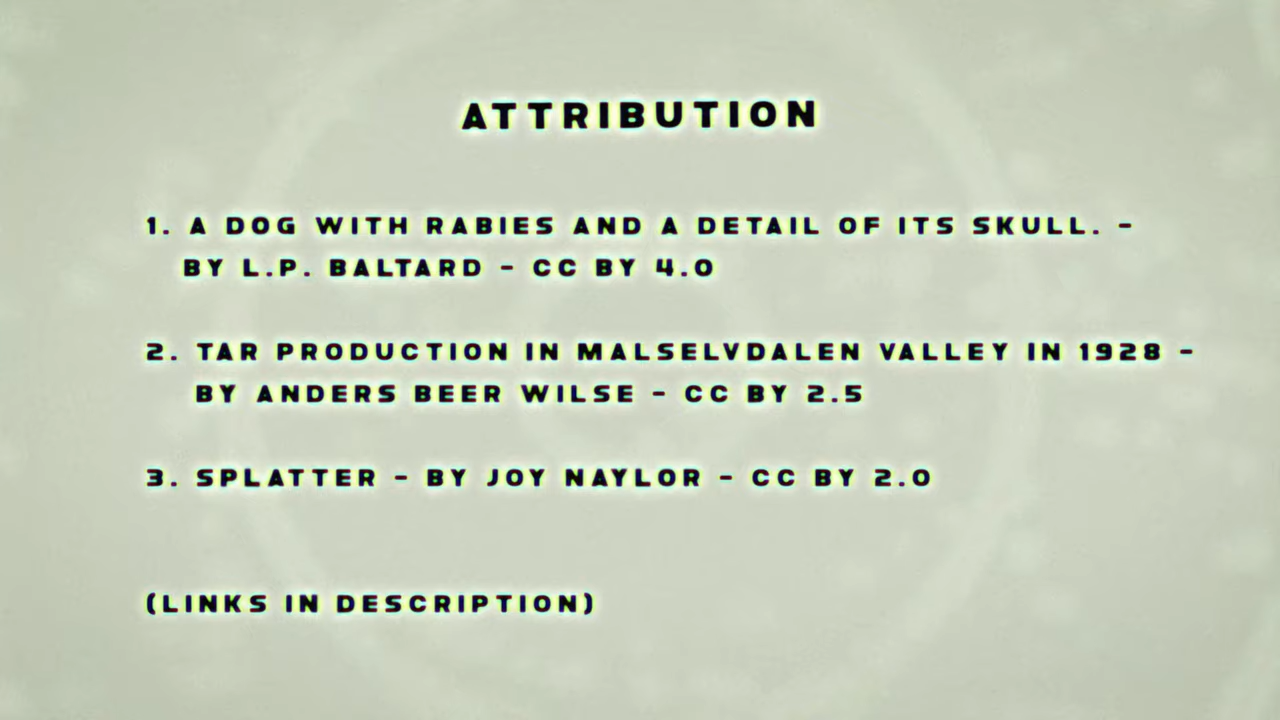 ATTRIBUTION
1. A DOG WITH RABIES AND A DETAIL OF ITS SKULL. -
BY L.P. BALTARD - CC BY 4.0
2. TAR PRODUCTION IN MALSELVDALEN VALLEY IN 1928 -
BY ANDERS BEER WILSE - CC BY 2.5
3. SPLATTER - BY JOY NAYLOR - CC BY 2.0
(LINKS IN DESCRIPTION)